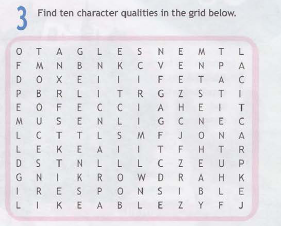 3 Find ten character qualities in the grid below.
O T A G L E S N E M T L
F M N B N K C V E N P A
D O X E I I I F E T A C
P B R L I T R G Z S T I
E O F E C C I A H E I T
M U S E N L I G C N E C
L C T T L S M F J O N A
L E K E A I I T F H T R
D S T N L L L C Z E U P
G N I K R O W D R A H K
I R E S P O N S I B L E
L I K E A B L E Z Y F J